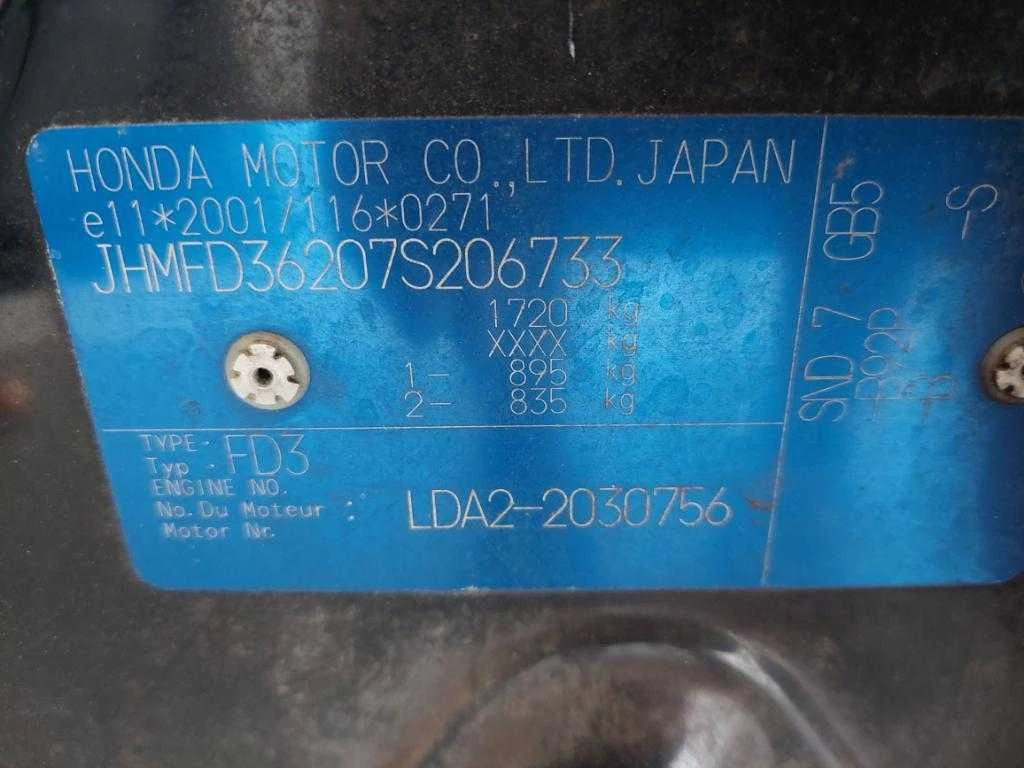 HONDA MOTOR CO.,LTD. JAPAN
e11*2001/116*0271
JHMFD36207S206733
1720 kg
XXXX kg
1- 895 kg
2- 835 kg
TYPE
Typ : FD3
ENGINE NO.
No. Du Moteur :
Motor Nr.
LDA2-2030756
SND 7 GB5
-B92P
-B -S